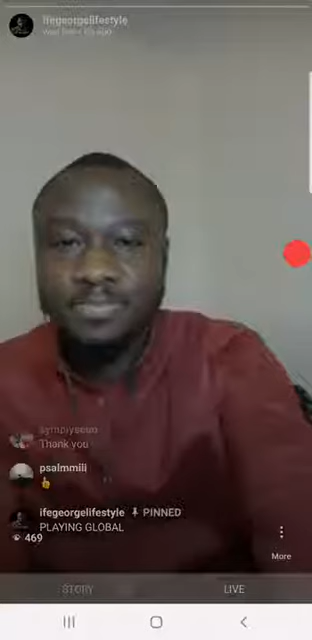 ifegeorgelifestyle
Thank you
psalmmiii
ifegeorgelifestyle PINNED
PLAYING GLOBAL
469
More
STORY
LIVE